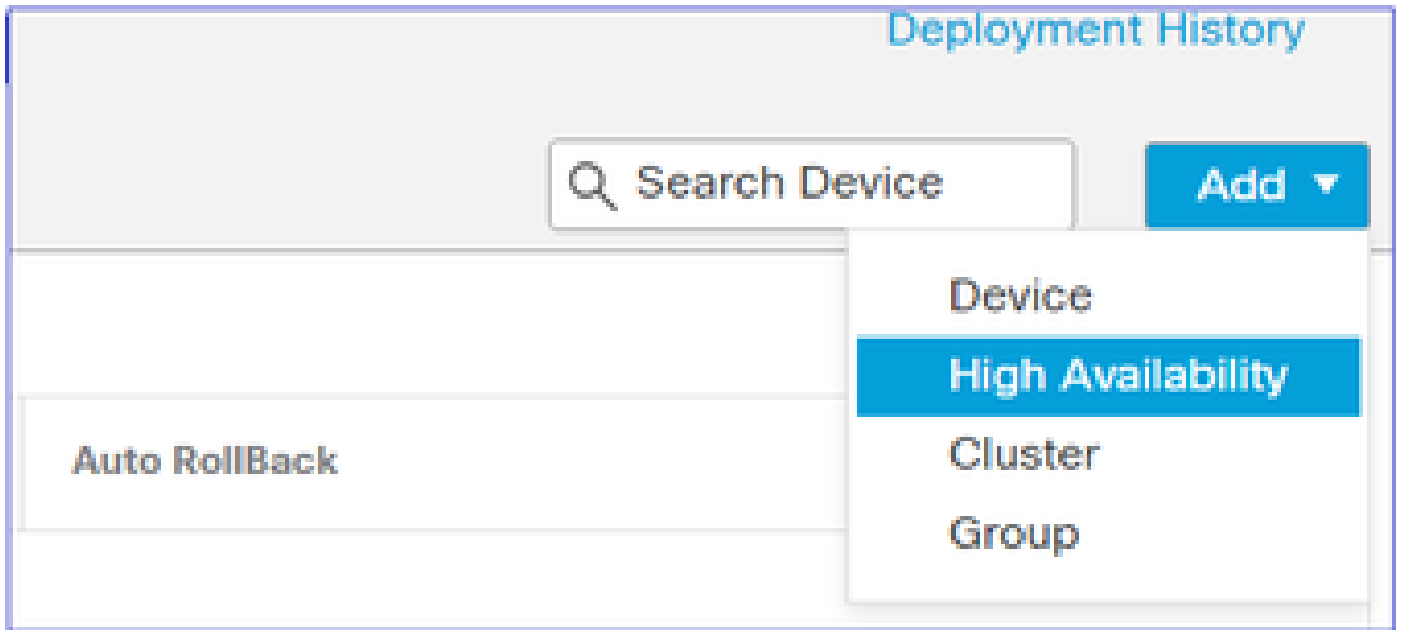 Deployment History
Search Device
Add
Device
High Availability
Cluster
Group
Auto RollBack